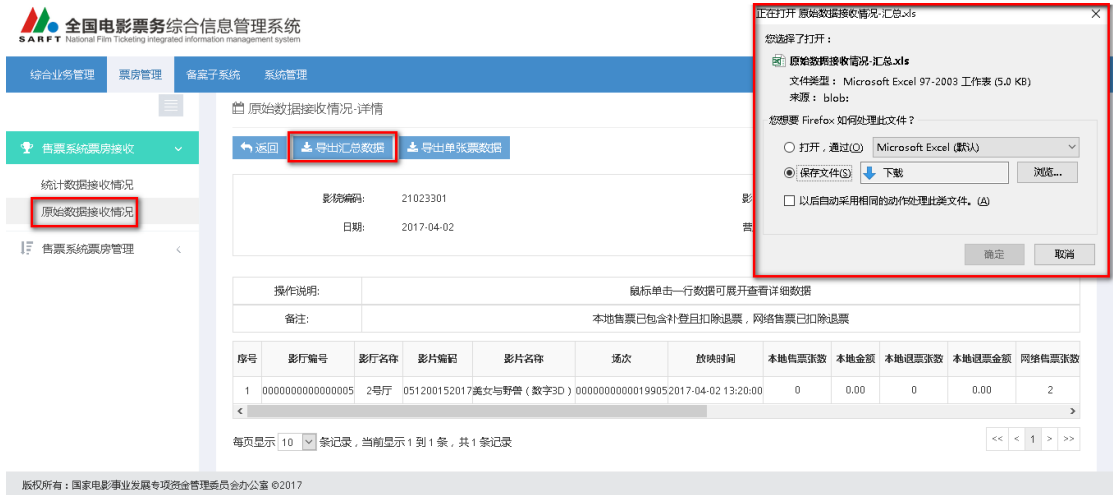 全国电影票务综合信息管理系统
SARFT National Film Ticketing integrated information management system
综合业务管理 票房管理 备案子系统 系统管理
售票系统票房接收
统计数据接收情况
原始数据接收情况
售票系统票房管理
原始数据接收情况-详情
返回 导出汇总数据 导出单张票数据
影院编码: 21023301 影
日期: 2017-04-02 营
操作说明: 鼠标单击一行数据可展开查看详细数据
备注: 本地售票已包含补登且扣除退票，网络售票已扣除退票
序号 影厅编号 影厅名称 影片编码 影片名称 场次 放映时间 本地售票张数 本地金额 本地退票张数 本地退票金额 网络售票张数
1 0000000000000005 2号厅 051200152017 美女与野兽（数字3D） 0000000000019905 2017-04-02 13:20:00 0 0.00 0 0.00 2
每页显示 10 条记录，当前显示 1 到 1 条，共 1 条记录
<< < 1 > >>
正在打开 原始数据接收情况-汇总.xls
您选择了打开：
原始数据接收情况-汇总.xls
文件类型： Microsoft Excel 97-2003 工作表 (5.0 KB)
来源： blob:
您想要 Firefox 如何处理此文件？
打开，通过(O) Microsoft Excel (默认)
保存文件(S) 下载 浏览...
以后自动采用相同的动作处理此类文件。(A)
确定 取消
版权所有：国家电影事业发展专项资金管理委员会办公室 ©2017